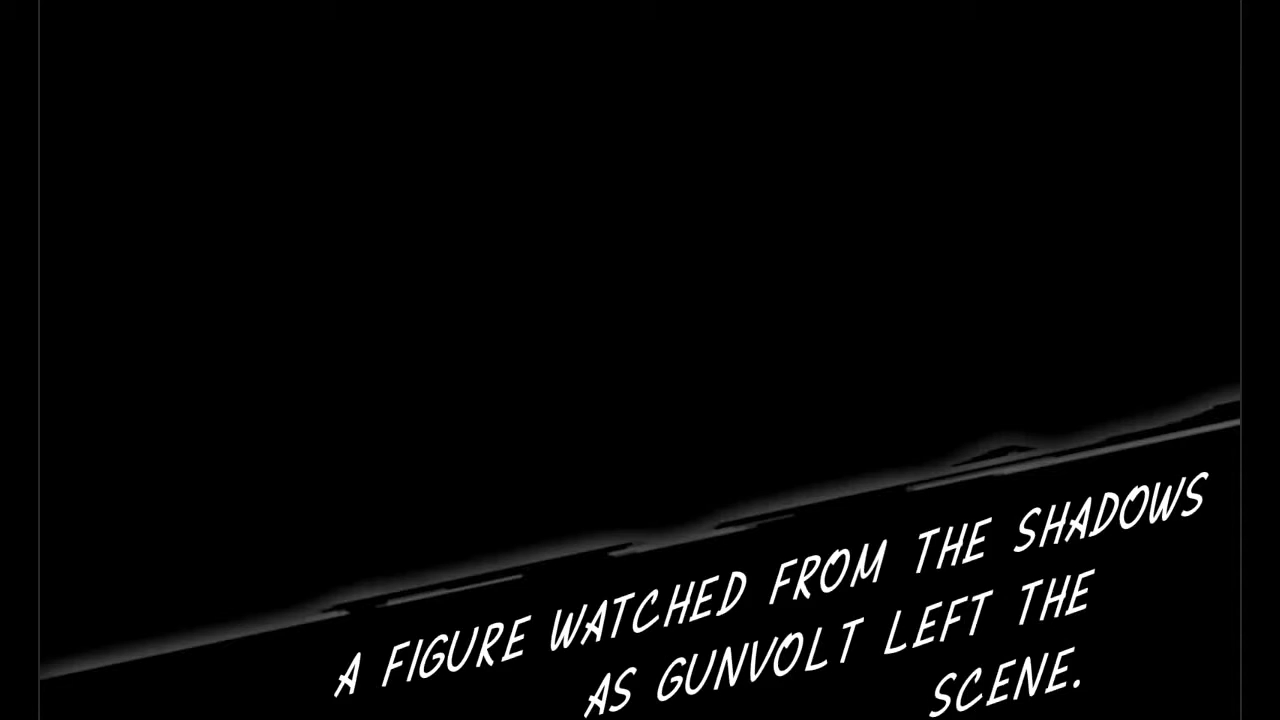 A FIGURE WATCHED FROM THE SHADOWS
AS GUNVOLT LEFT THE
SCENE.